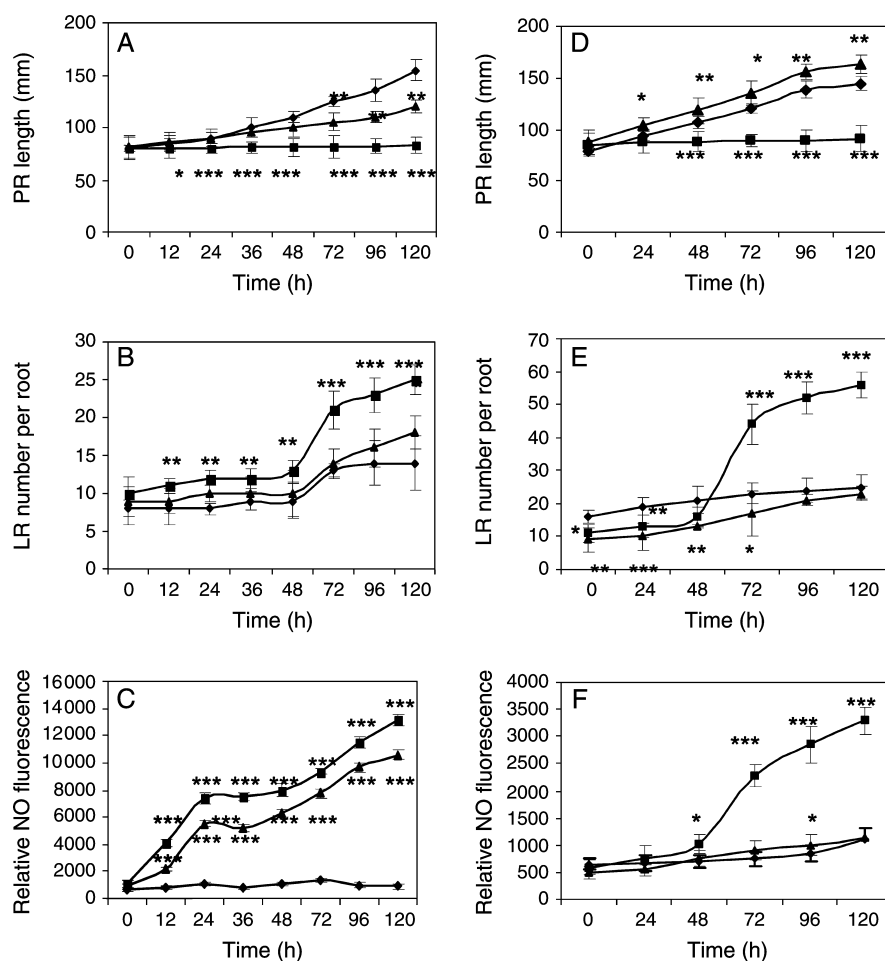 A
PR length (mm)
200
150
100
50
0
** ** **
* *** *** *** *** *** ***
0 12 24 36 48 72 96 120
Time (h)
D
PR length (mm)
200
150
100
50
0
* ** * ** **
*** *** *** ***
0 24 48 72 96 120
Time (h)
B
LR number per root
30
25
20
15
10
5
0
** ** ** ** *** *** ***
0 12 24 36 48 72 96 120
Time (h)
E
LR number per root
70
60
50
40
30
20
10
0
* ** *** *** ***
** *** ** *
0 24 48 72 96 120
Time (h)
C
Relative NO fluorescence
16000
14000
12000
10000
8000
6000
4000
2000
0
*** *** *** *** *** *** ***
*** *** *** *** *** *** *** ***
0 12 24 36 48 72 96 120
Time (h)
F
Relative NO fluorescence
4000
3500
3000
2500
2000
1500
1000
500
0
* *** *** ***
*
0 24 48 72 96 120
Time (h)